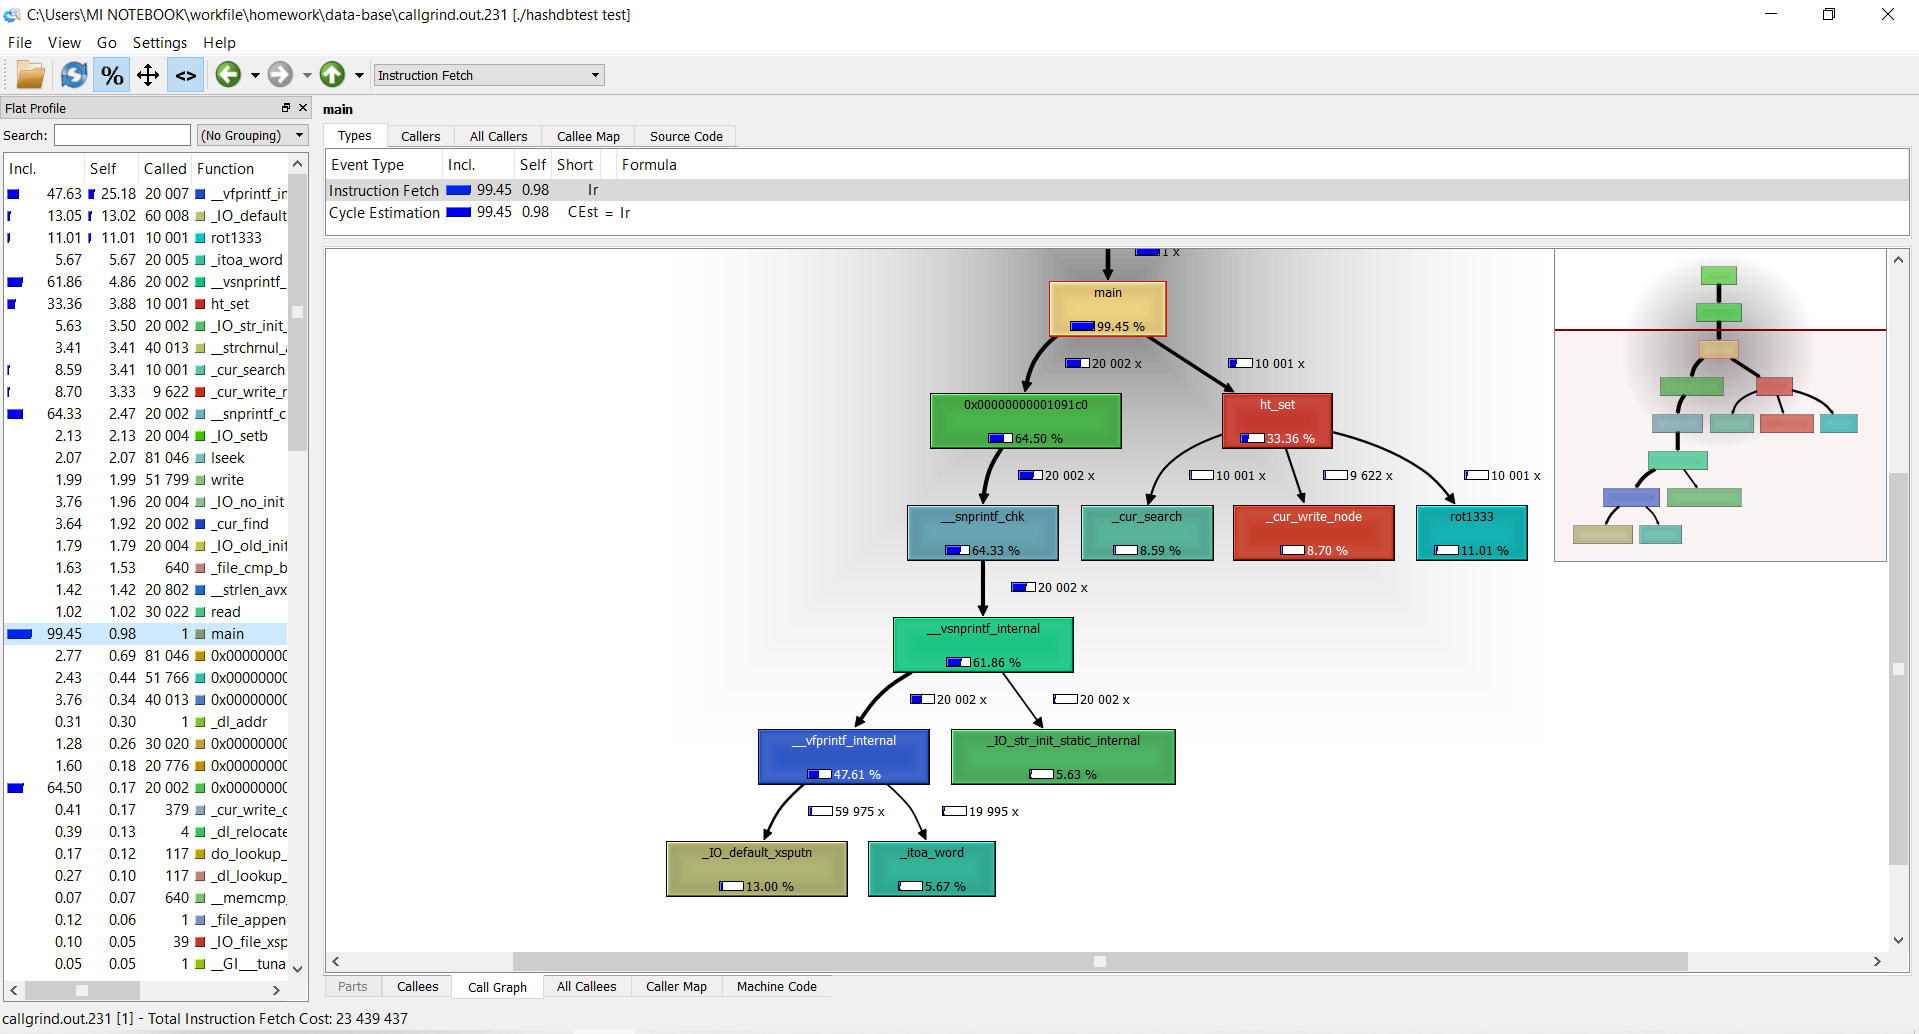 C:\Users\MI NOTEBOOK\workfile\homework\data-base\callgrind.out.231 [./hashdbtest test]
File View Go Settings Help
% <> Instruction Fetch
Flat Profile
Search: (No Grouping)
Incl. Self Called Function
47.63 25.18 20 007 __vfprintf_in
13.05 13.02 60 008 _IO_default
11.01 11.01 10 001 rot1333
5.67 5.67 20 005 _itoa_word
61.86 4.86 20 002 __vsnprintf_
33.36 3.88 10 001 ht_set
5.63 3.50 20 002 _IO_str_init_
3.41 3.41 40 013 __strchrnul_
8.59 3.41 10 001 _cur_search
8.70 3.33 9 622 _cur_write_r
64.33 2.47 20 002 __snprintf_c
2.13 2.13 20 004 _IO_setb
2.07 2.07 81 046 lseek
1.99 1.99 51 799 write
3.76 1.96 20 004 _IO_no_init
3.64 1.92 20 002 _cur_find
1.79 1.79 20 004 _IO_old_init
1.63 1.53 640 _file_cmp_b
1.42 1.42 20 802 __strlen_avx
1.02 1.02 30 022 read
99.45 0.98 1 main
2.77 0.69 81 046 0x0000000
2.43 0.44 51 766 0x0000000
3.76 0.34 40 013 0x0000000
0.31 0.30 1 _dl_addr
1.28 0.26 30 020 0x0000000
1.60 0.18 20 776 0x0000000
64.50 0.17 20 002 0x0000000
0.41 0.17 379 _cur_write_c
0.39 0.13 4 _dl_relocate
0.17 0.12 117 do_lookup_
0.27 0.10 117 _dl_lookup_
0.07 0.07 640 __memcmp_
0.12 0.06 1 _file_appen
0.10 0.05 39 _IO_file_xsp
0.05 0.05 1 __GI___tuna
main
Types Callers All Callers Callee Map Source Code
Event Type Incl. Self Short Formula
Instruction Fetch 99.45 0.98 Ir
Cycle Estimation 99.45 0.98 CEst = Ir
1 x
main
99.45 %
20 002 x 10 001 x
0x00000000001091c0 ht_set
64.50 % 33.36 %
20 002 x 10 001 x 9 622 x 10 001 x
__snprintf_chk _cur_search _cur_write_node rot1333
64.33 % 8.59 % 8.70 % 11.01 %
20 002 x
__vsnprintf_internal
61.86 %
20 002 x 20 002 x
__vfprintf_internal _IO_str_init_static_internal
47.61 % 5.63 %
59 975 x 19 995 x
_IO_default_xsputn _itoa_word
13.00 % 5.67 %
Parts Callees Call Graph All Callees Caller Map Machine Code
callgrind.out.231 [1] - Total Instruction Fetch Cost: 23 439 437